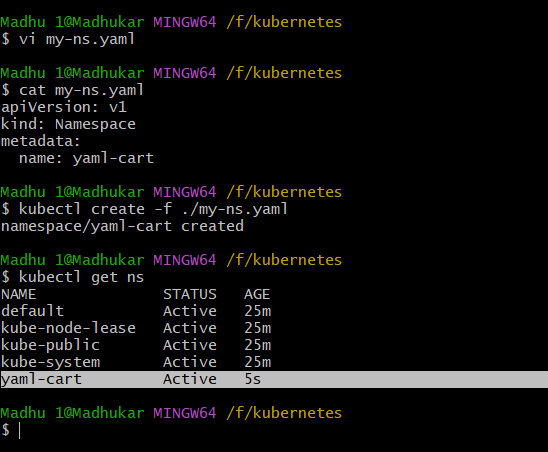 Madhu 1@Madhukar MINGW64 /f/kubernetes
$ vi my-ns.yaml
Madhu 1@Madhukar MINGW64 /f/kubernetes
$ cat my-ns.yaml
apiVersion: v1
kind: Namespace
metadata:
  name: yaml-cart
Madhu 1@Madhukar MINGW64 /f/kubernetes
$ kubectl create -f ./my-ns.yaml
namespace/yaml-cart created
Madhu 1@Madhukar MINGW64 /f/kubernetes
$ kubectl get ns
NAME              STATUS   AGE
default           Active   25m
kube-node-lease   Active   25m
kube-public       Active   25m
kube-system       Active   25m
yaml-cart         Active   5s
Madhu 1@Madhukar MINGW64 /f/kubernetes
$